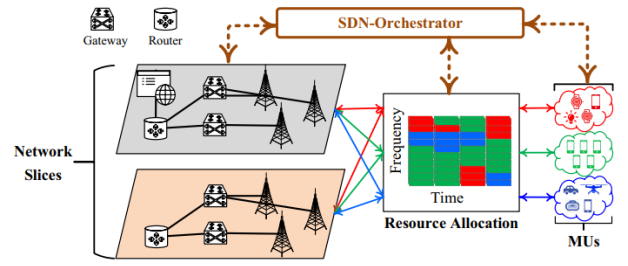 SDN-Orchestrator
Gateway
Router
Network
Slices
Frequency
Time
Resource Allocation
MUs